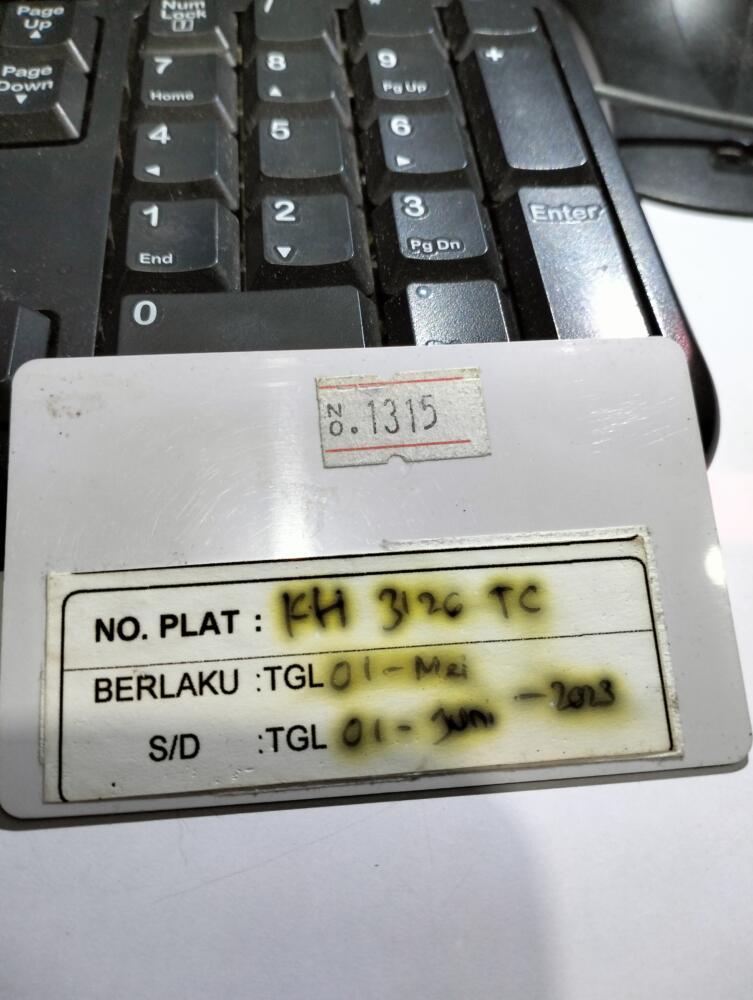 Page Up
Num Lock
/
*
Page Down
7 Home
8
9 Pg Up
+
4
5
6
1 End
2
3 Pg Dn
Enter
0
NO. 1315
NO. PLAT : KH 3126 TC
BERLAKU :TGL 01 - Mei
S/D :TGL 01 - Juni - 2023